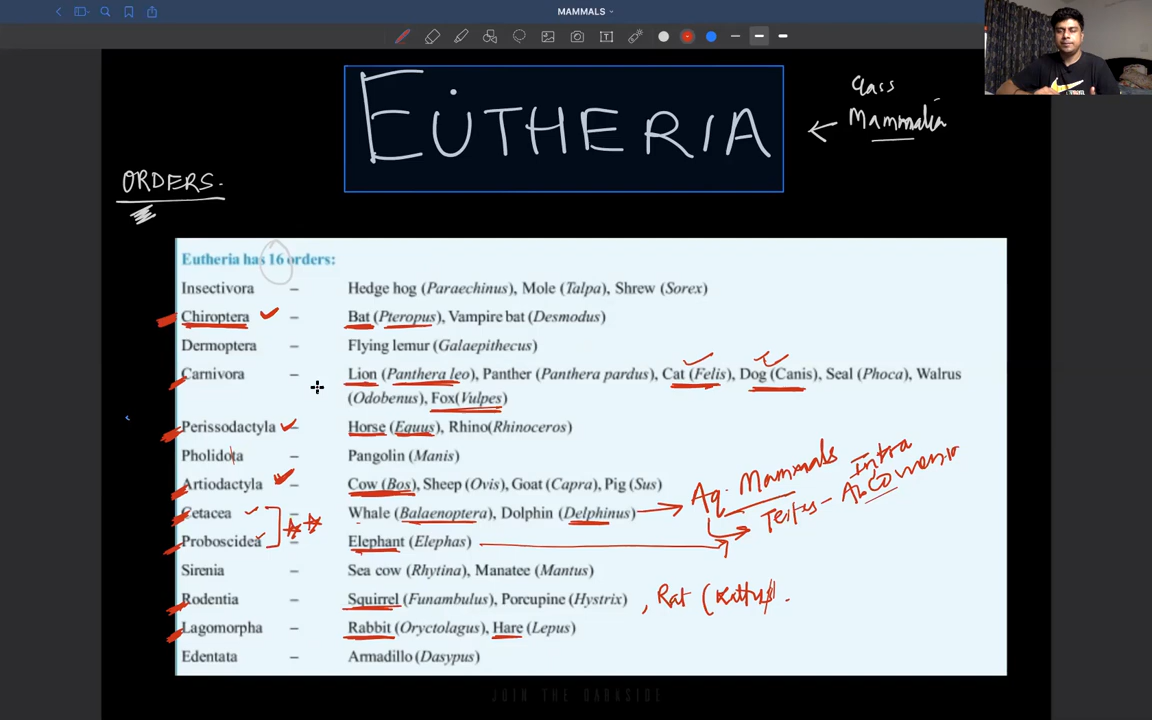 MAMMALS
EUTHERIA
Class
Mammalia
ORDERS.
Eutheria has 16 orders:
Insectivora – Hedge hog (Paraechinus), Mole (Talpa), Shrew (Sorex)
Chiroptera – Bat (Pteropus), Vampire bat (Desmodus)
Dermoptera – Flying lemur (Galaepithecus)
Carnivora – Lion (Panthera leo), Panther (Panthera pardus), Cat (Felis), Dog (Canis), Seal (Phoca), Walrus
(Odobenus), Fox(Vulpes)
Perissodactyla – Horse (Equus), Rhino(Rhinoceros)
Pholidota – Pangolin (Manis)
Artiodactyla – Cow (Bos), Sheep (Ovis), Goat (Capra), Pig (Sus)
Cetacea – Whale (Balaenoptera), Dolphin (Delphinus)
Aq. Mammals
Testes – Intra
Proboscidea – Elephant (Elephas)
Sirenia – Sea cow (Rhytina), Manatee (Mantus)
Rodentia – Squirrel (Funambulus), Porcupine (Hystrix) , Rat (Rattus).
Lagomorpha – Rabbit (Oryctolagus), Hare (Lepus)
Edentata – Armadillo (Dasypus)
JOIN THE DARKSIDE